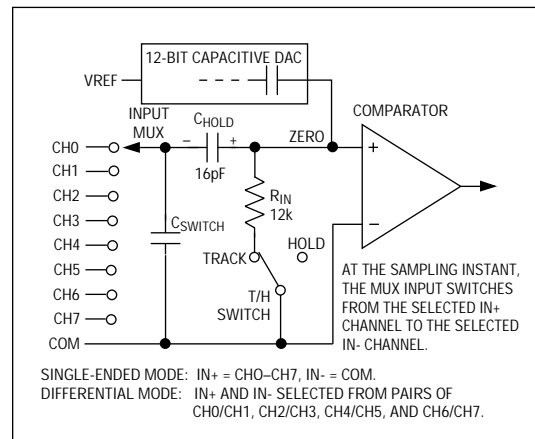 12-BIT CAPACITIVE DAC
VREF
COMPARATOR
INPUT
MUX
CHOLD
− +
16pF
ZERO
+
−
CH0
CH1
CH2
CH3
CH4
CH5
CH6
CH7
COM
CSWITCH
RIN
12k
HOLD
TRACK
T/H
SWITCH
AT THE SAMPLING INSTANT,
THE MUX INPUT SWITCHES
FROM THE SELECTED IN+
CHANNEL TO THE SELECTED
IN- CHANNEL.
SINGLE-ENDED MODE: IN+ = CHO–CH7, IN- = COM.
DIFFERENTIAL MODE: IN+ AND IN- SELECTED FROM PAIRS OF
CH0/CH1, CH2/CH3, CH4/CH5, AND CH6/CH7.